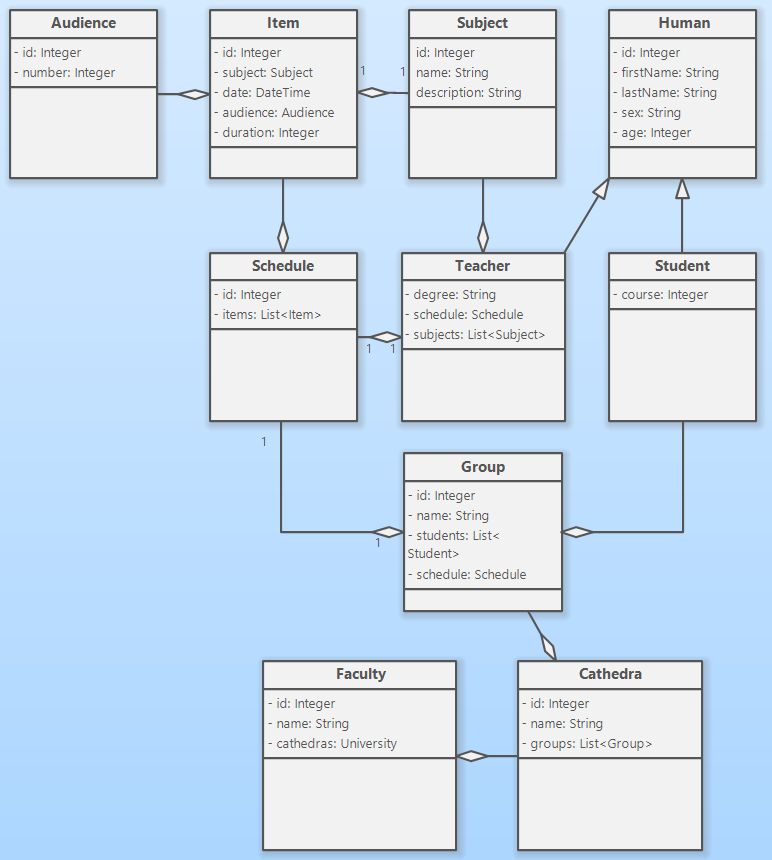 Audience
- id: Integer
- number: Integer
Item
- id: Integer
- subject: Subject
- date: DateTime
- audience: Audience
- duration: Integer
1
1
Subject
id: Integer
name: String
description: String
Human
- id: Integer
- firstName: String
- lastName: String
- sex: String
- age: Integer
Schedule
- id: Integer
- items: List<Item>
1
1
Teacher
- degree: String
- schedule: Schedule
- subjects: List<Subject>
Student
- course: Integer
1
1
Group
- id: Integer
- name: String
- students: List<
Student>
- schedule: Schedule
Faculty
- id: Integer
- name: String
- cathedras: University
Cathedra
- id: Integer
- name: String
- groups: List<Group>